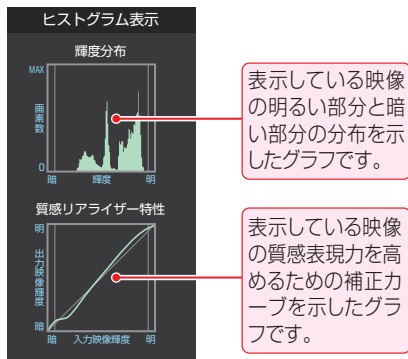 ヒストグラム表示
輝度分布
MAX
画素数
0
暗
輝度
明
表示している映像
の明るい部分と暗
い部分の分布を示
したグラフです。
質感リアライザー特性
明
出力映像輝度
暗
暗
入力映像輝度
明
表示している映像
の質感表現力を高
めるための補正カ
ーブを示したグラ
フです。